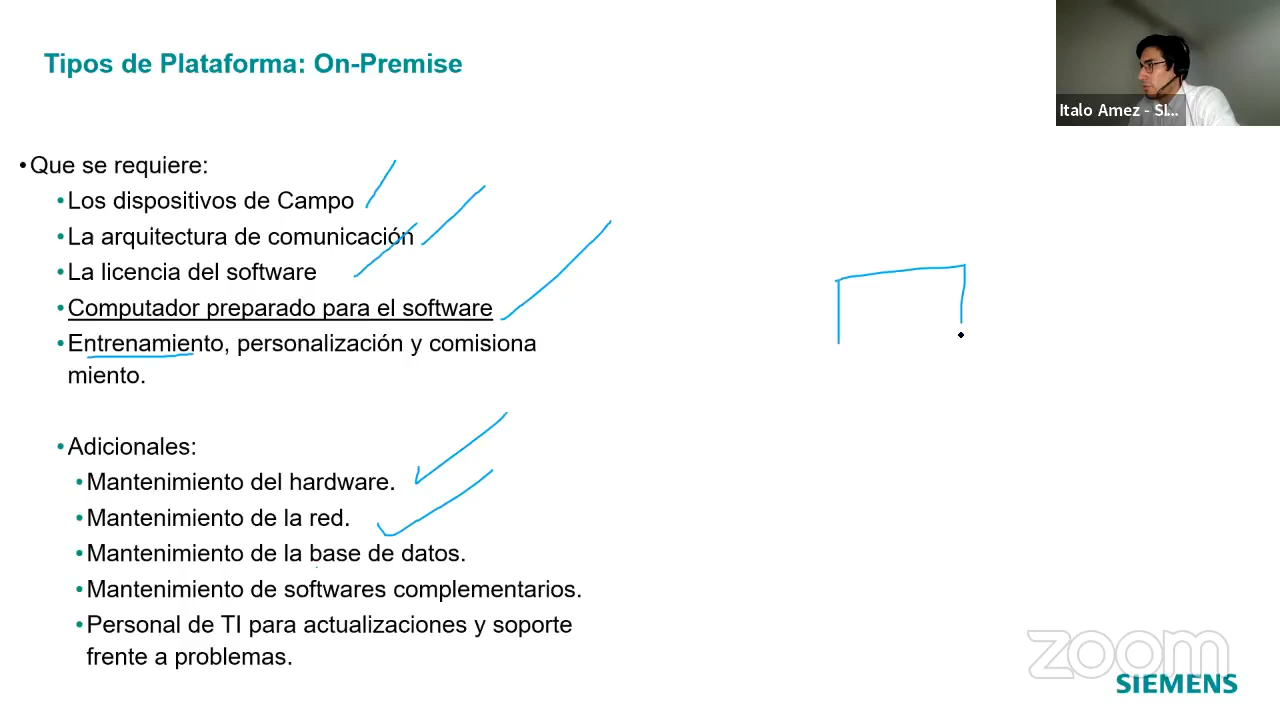 Tipos de Plataforma: On-Premise
Italo Amez - SI...
•Que se requiere:
•Los dispositivos de Campo
•La arquitectura de comunicación
•La licencia del software
•Computador preparado para el software
•Entrenamiento, personalización y comisiona
miento.
•Adicionales:
•Mantenimiento del hardware.
•Mantenimiento de la red.
•Mantenimiento de la base de datos.
•Mantenimiento de softwares complementarios.
•Personal de TI para actualizaciones y soporte
frente a problemas.
zoom
SIEMENS